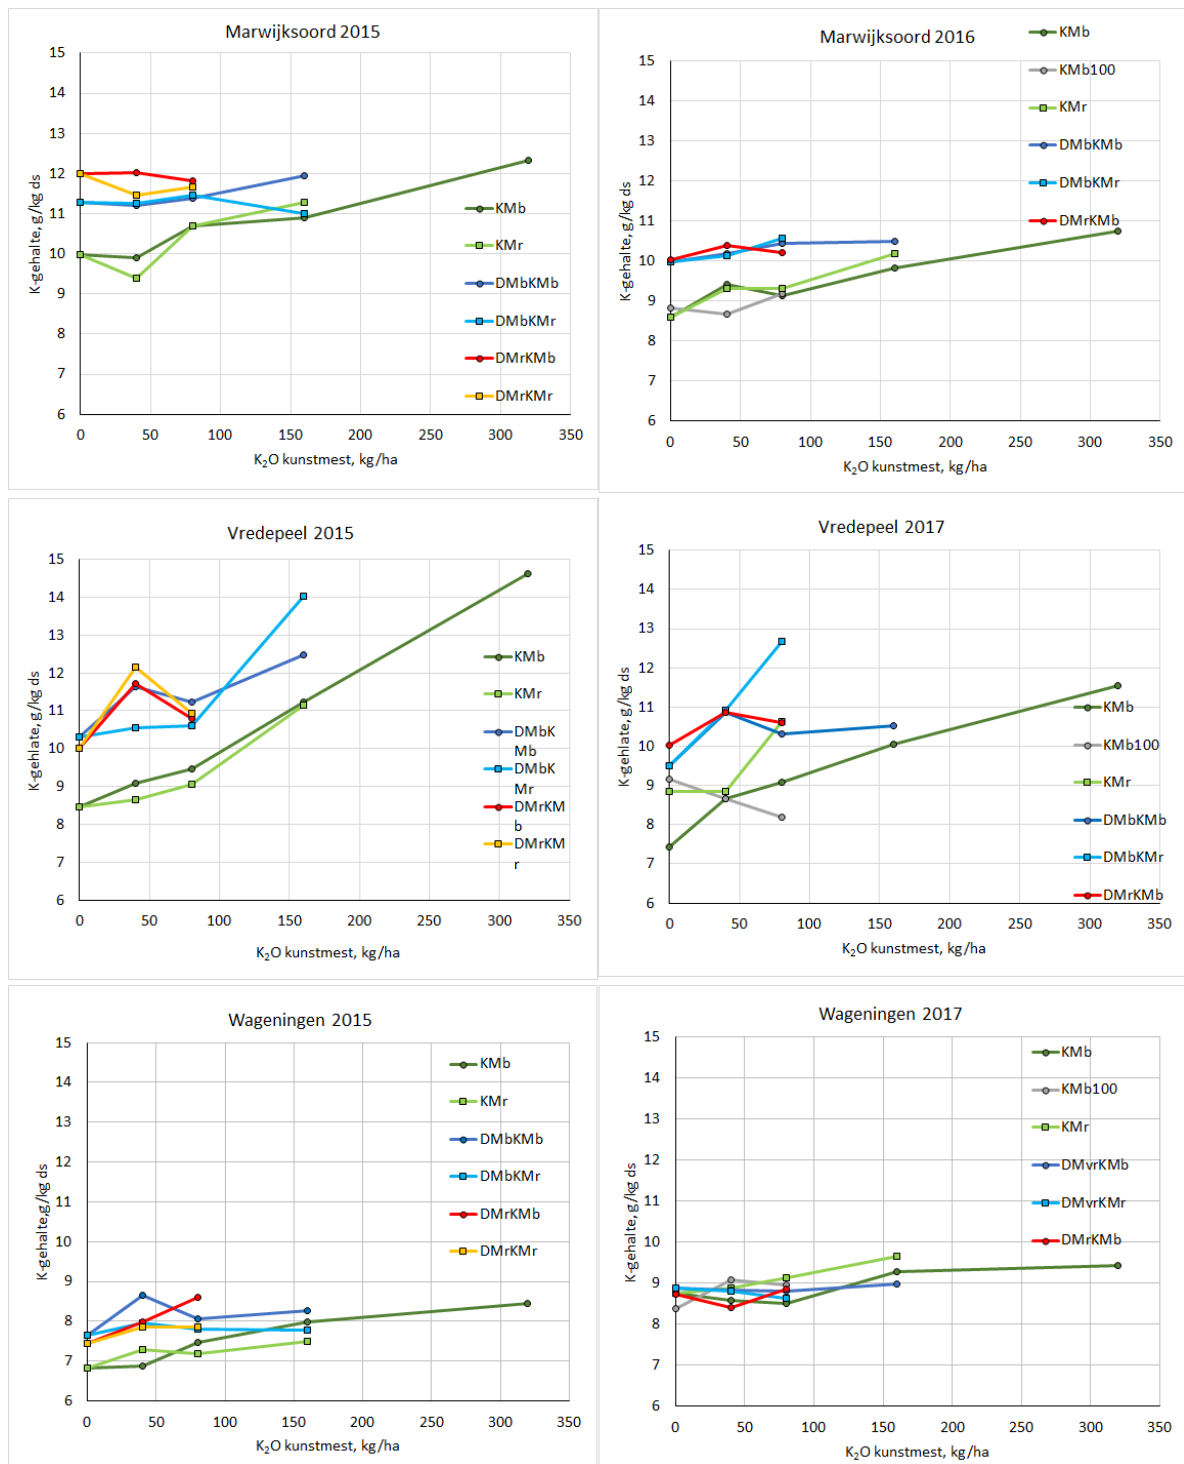 Marwijksoord 2015
15
14
13
12
11
10
9
8
7
6
K-gehalte, g/kg ds
0 50 100 150 200 250 300 350
K₂O kunstmest, kg/ha
KMb
KMr
DMbKMb
DMbKMr
DMrKMb
DMrKMr
Marwijksoord 2016
15
14
13
12
11
10
9
8
7
6
K-gehalte, g/kg ds
0 50 100 150 200 250 300 350
K₂O kunstmest, kg/ha
KMb
KMb100
KMr
DMbKMb
DMbKMr
DMrKMb
Vredepeel 2015
15
14
13
12
11
10
9
8
7
6
K-gehlate, g/kg ds
0 50 100 150 200 250 300 350
K₂O kunstmest, kg/ha
KMb
KMr
DMbK
Mb
DMbK
Mr
DMrKM
b
DMrKM
r
Vredepeel 2017
15
14
13
12
11
10
9
8
7
6
K-gehlalte, g/kg ds
0 50 100 150 200 250 300 350
K₂O kunstmest, kg/ha
KMb
KMb100
KMr
DMbKMb
DMbKMr
DMrKMb
Wageningen 2015
15
14
13
12
11
10
9
8
7
6
K-gehalte,g/kg ds
0 50 100 150 200 250 300 350
K₂O kunstmest, kg/ha
KMb
KMr
DMbKMb
DMbKMr
DMrKMb
DMrKMr
Wageningen 2017
15
14
13
12
11
10
9
8
7
6
K-gehalte, g/kg ds
0 50 100 150 200 250 300 350
K₂O kunstmest, kg/ha
KMb
KMb100
KMr
DMvrKMb
DMvrKMr
DMrKMb